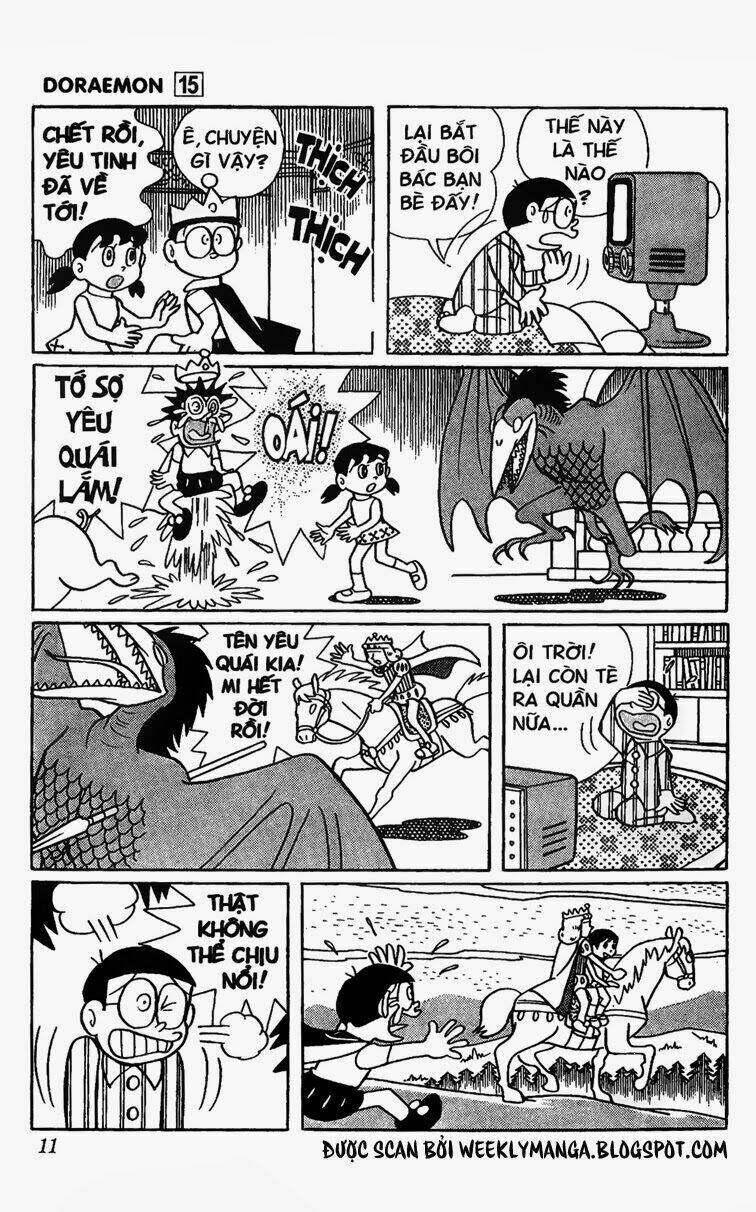 DORAEMON 15
CHẾT RỒI,
YÊU TINH
ĐÃ VỀ
TỚI!
Ê, CHUYỆN
GÌ VẬY?
THỊCH
THỊCH
LẠI BẮT
ĐẦU BÔI
BÁC BẠN
BÈ ĐẤY!
THẾ NÀY
LÀ THẾ
NÀO
?
TỚ SỢ
YÊU
QUÁI
LẮM!
OÁI!
TÊN YÊU
QUÁI KIA!
MI HẾT
ĐỜI
RỒI!
ÔI TRỜI!
LẠI CÒN TÈ
RA QUẦN
NỮA...
THẬT
KHÔNG
THỂ CHỊU
NỔI!
11
ĐƯỢC SCAN BỞI WEEKLYMANGA.BLOGSPOT.COM